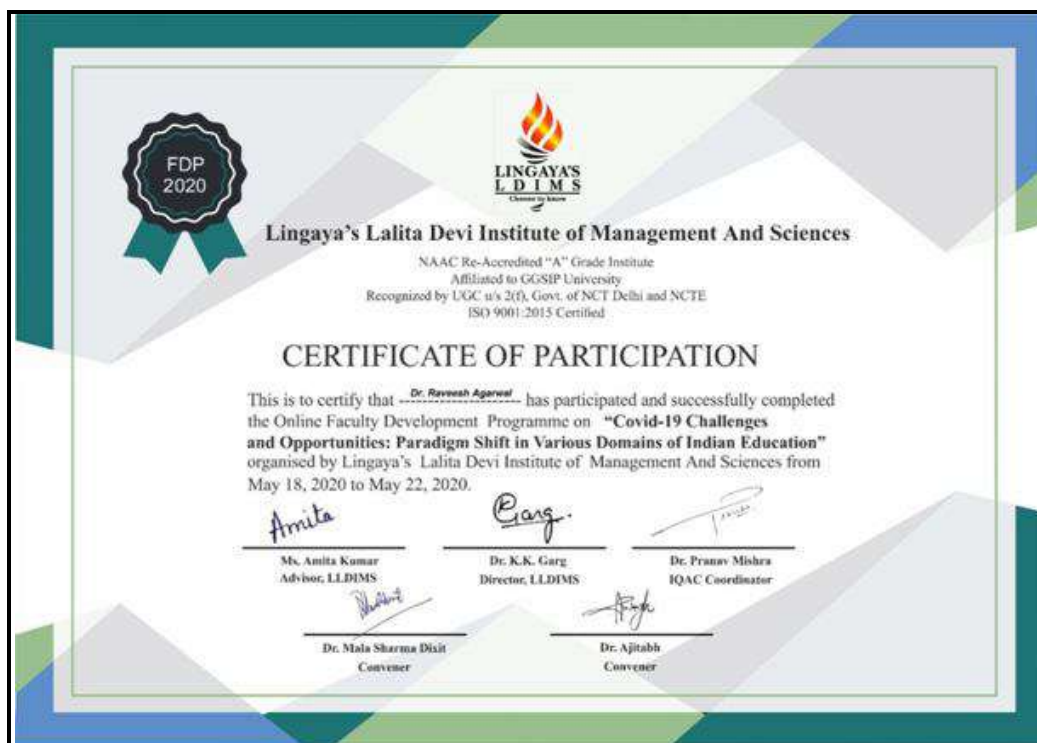 FDP
2020
LINGAYA'S
LDIMS
Choose to know
Lingaya's Lalita Devi Institute of Management And Sciences
NAAC Re-Accredited "A" Grade Institute
Affiliated to GGSIP University
Recognized by UGC u/s 2(f), Govt. of NCT Delhi and NCTE
ISO 9001:2015 Certified
CERTIFICATE OF PARTICIPATION
This is to certify that Dr. Raveesh Agarwal has participated and successfully completed
the Online Faculty Development Programme on "Covid-19 Challenges
and Opportunities: Paradigm Shift in Various Domains of Indian Education"
organised by Lingaya's Lalita Devi Institute of Management And Sciences from
May 18, 2020 to May 22, 2020.
Amita Garg.
Ms. Amita Kumar Dr. K.K. Garg Dr. Pranav Mishra
Advisor, LLDIMS Director, LLDIMS IQAC Coordinator
Dr. Mala Sharma Dixit Dr. Ajitabh
Convener Convener